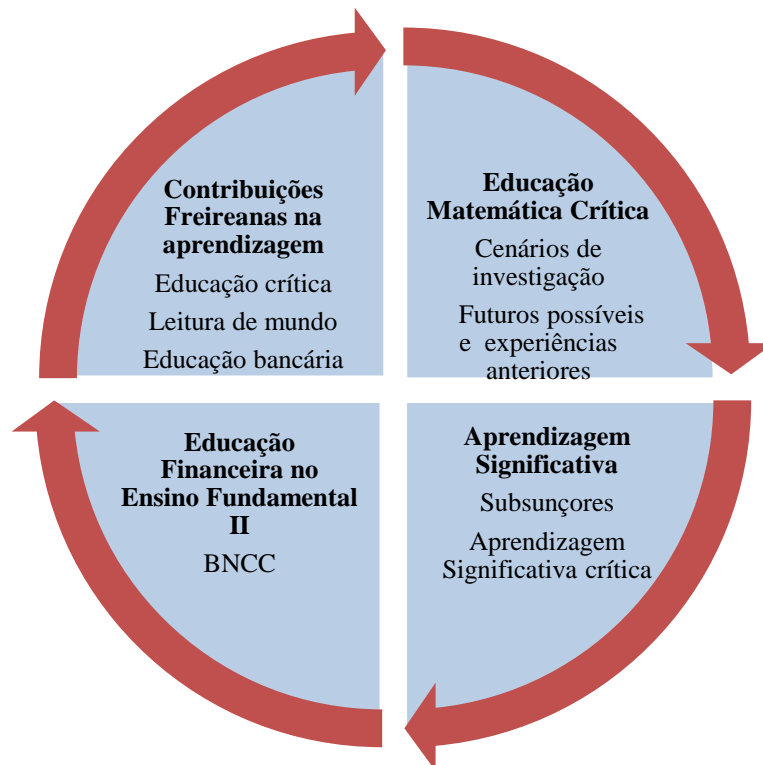 Contribuições
Freireanas na
aprendizagem
Educação crítica
Leitura de mundo
Educação bancária
Educação
Matemática Crítica
Cenários de
investigação
Futuros possíveis
e experiências
anteriores
Educação
Financeira no
Ensino Fundamental
II
BNCC
Aprendizagem
Significativa
Subsunçores
Aprendizagem
Significativa crítica